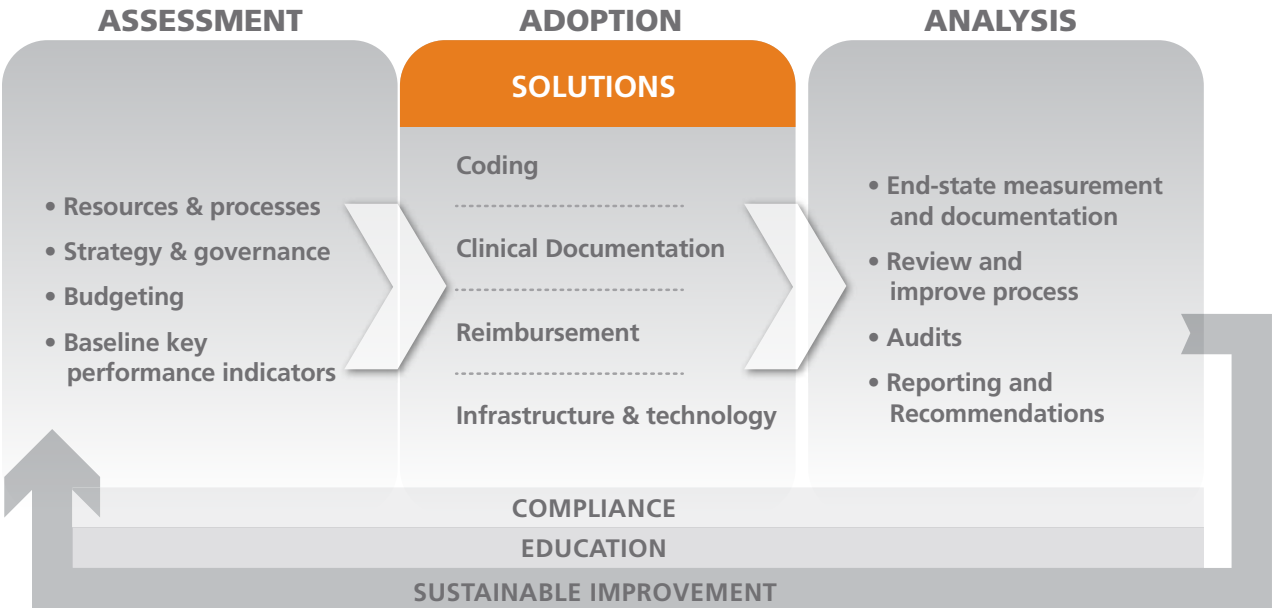 ASSESSMENT
• Resources & processes
• Strategy & governance
• Budgeting
• Baseline key
performance indicators
ADOPTION
SOLUTIONS
Coding
Clinical Documentation
Reimbursement
Infrastructure & technology
ANALYSIS
• End-state measurement
and documentation
• Review and
improve process
• Audits
• Reporting and
Recommendations
COMPLIANCE
EDUCATION
SUSTAINABLE IMPROVEMENT